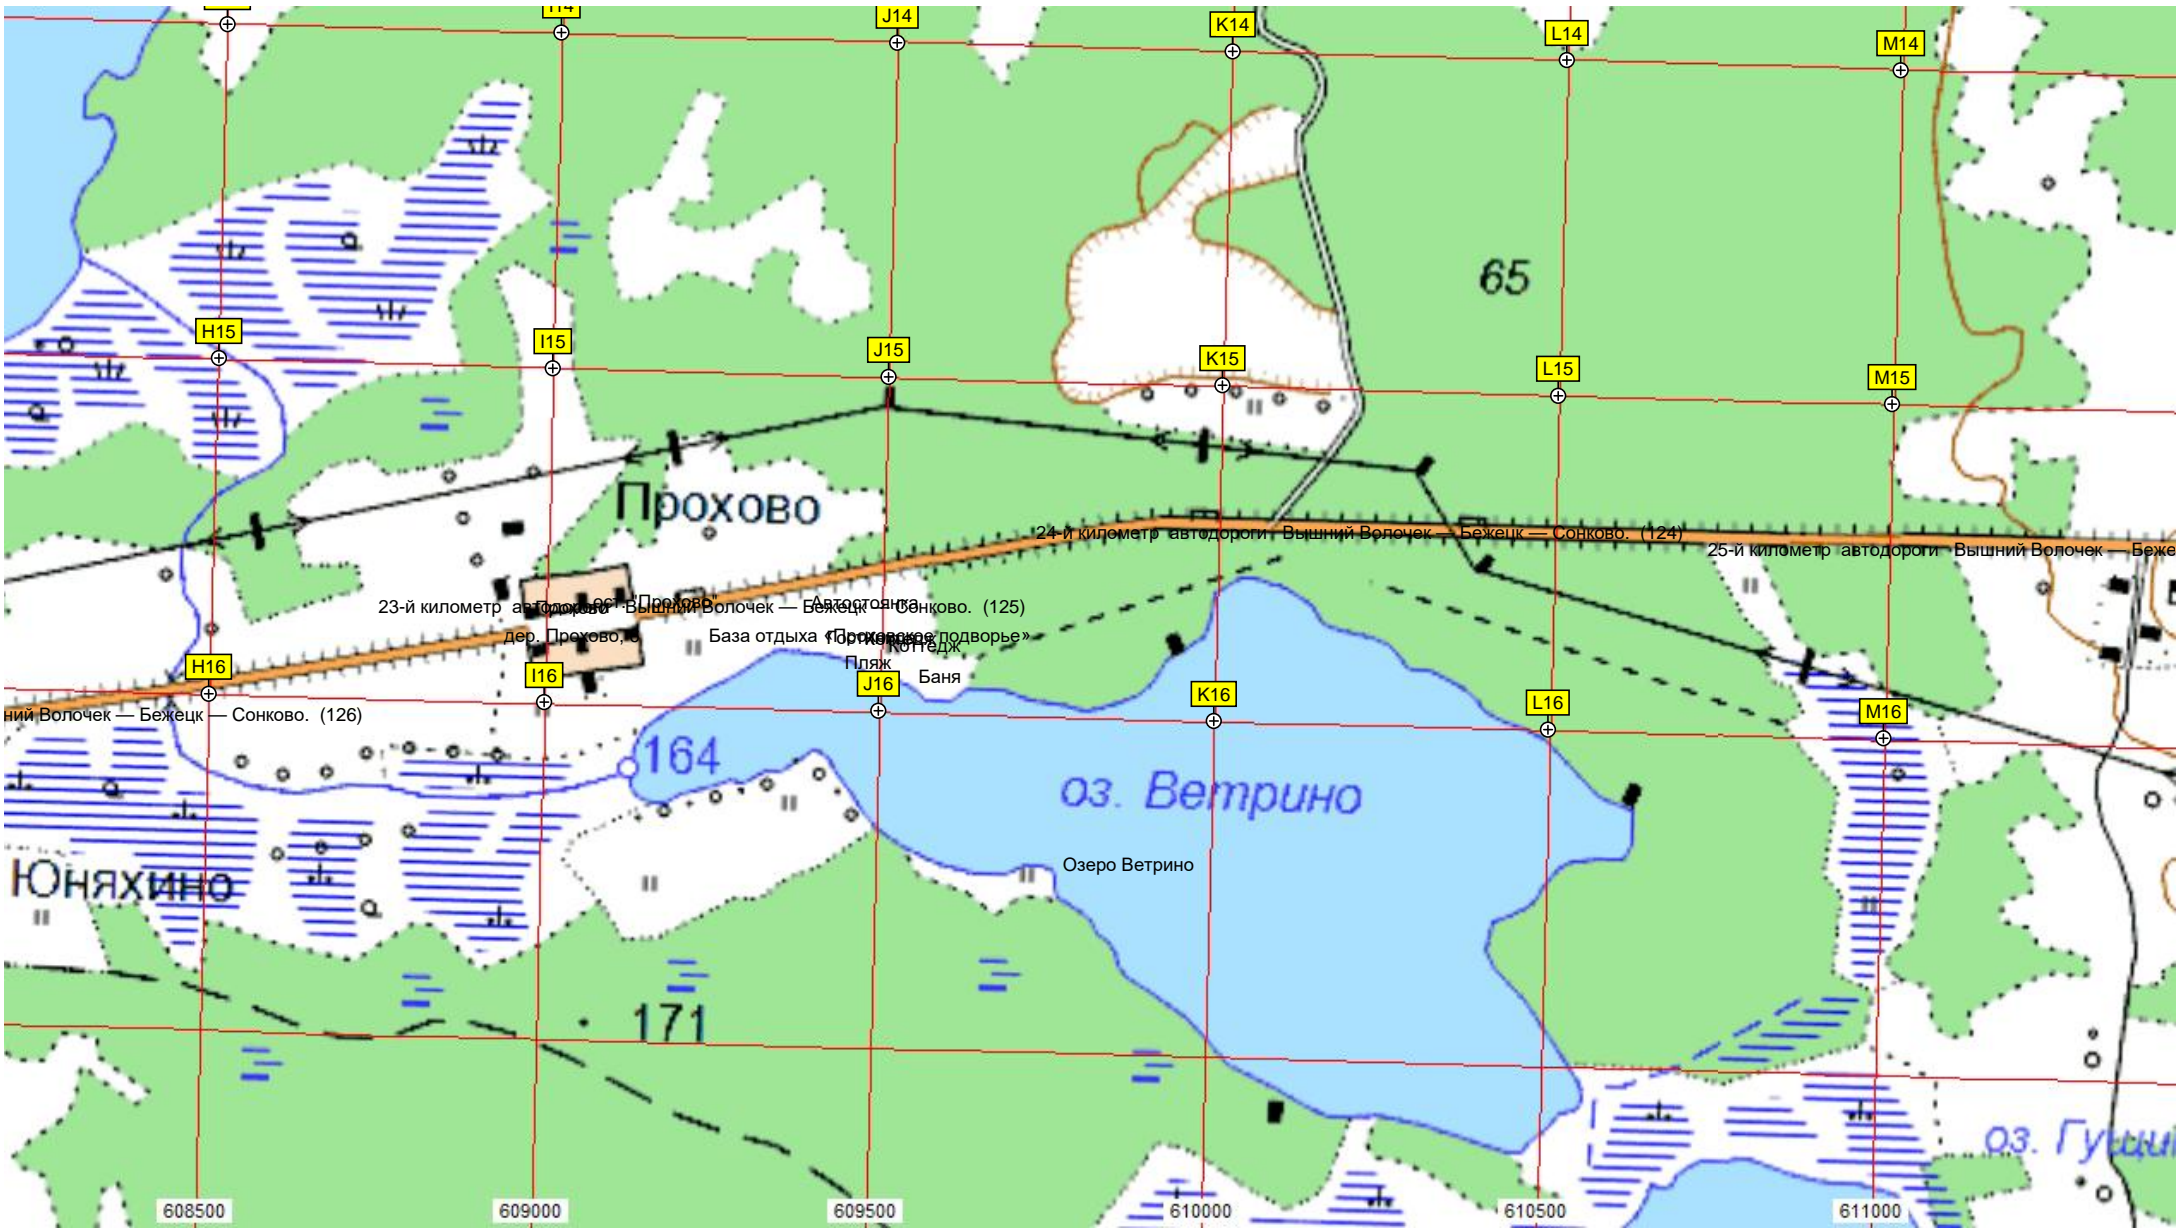 J14
K14
L14
M14
65
H15
I15
J15
K15
L15
M15
Прохово
24-й километр автодороги Вышний Волочек — Бежецк — Сонково. (124)
25-й километр автодороги Вышний Волочек — Беже
23-й километр автодороги Вышний Волочек — Бежецк — Сонково. (125)
Автостоянка
дер. Прохово,
База отдыха «Проховское подворье»
Коттедж
Пляж
Баня
H16
I16
J16
K16
L16
M16
ний Волочек — Бежецк — Сонково. (126)
164
оз. Ветрино
Озеро Ветрино
Юняхино
171
оз. Гущи
608500
609000
609500
610000
610500
611000